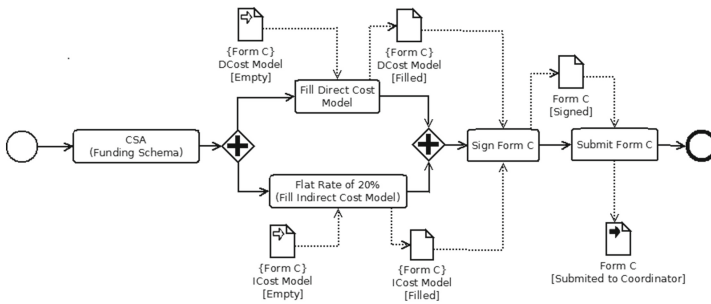 {Form C}
DCost Model
[Empty]
{Form C}
DCost Model
[Filled]
Fill Direct Cost
Model
Form C
[Signed]
CSA
(Funding Schema)
Sign Form C
Submit Form C
Flat Rate of 20%
(Fill Indirect Cost Model)
{Form C}
ICost Model
[Empty]
{Form C}
ICost Model
[Filled]
Form C
[Submited to Coordinator]